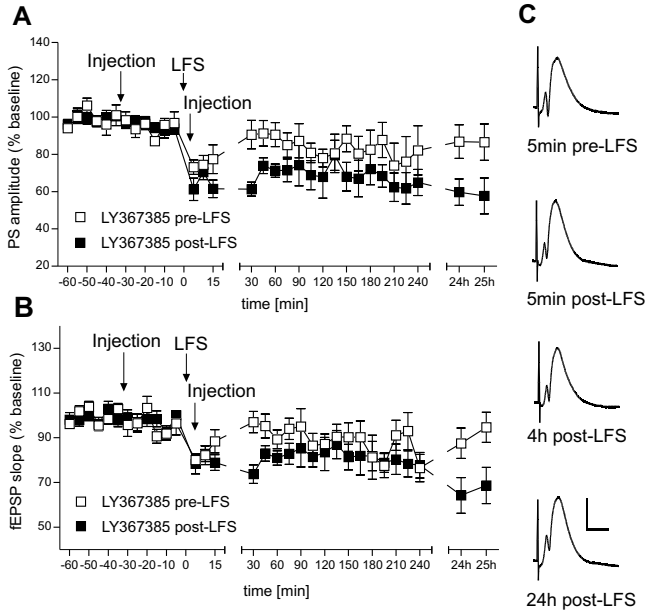 A
C
140
120
100
80
60
40
20
PS amplitude (% baseline)
Injection
LFS
Injection
LY367385 pre-LFS
LY367385 post-LFS
-60 -50 -40 -30 -20 -10 0 15 30 60 90 120 150 180 210 240 24h 25h
time [min]
B
130
110
90
70
50
fEPSP slope (% baseline)
Injection
LFS
Injection
LY367385 pre-LFS
LY367385 post-LFS
-60 -50 -40 -30 -20 -10 0 15 30 60 90 120 150 180 210 240 24h 25h
time [min]
5min pre-LFS
5min post-LFS
4h post-LFS
24h post-LFS